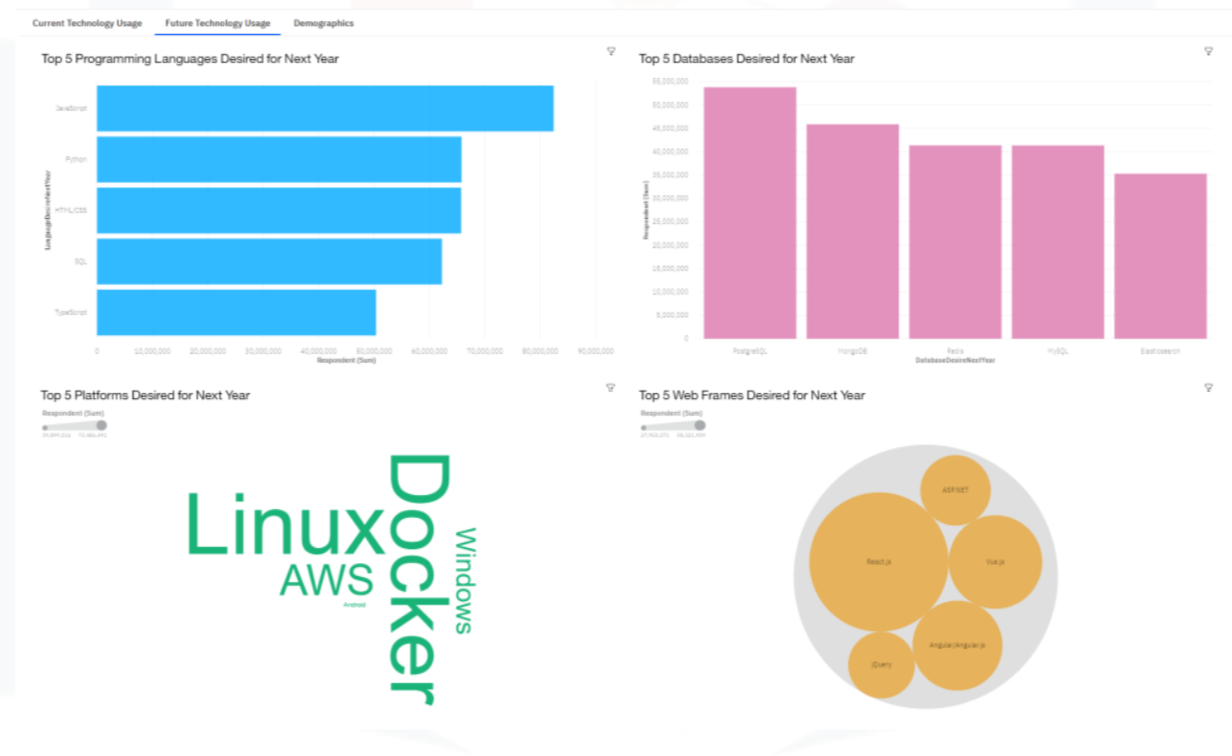 Current Technology Usage Future Technology Usage Demographics
Top 5 Programming Languages Desired for Next Year
JavaScript
Python
HTML/CSS
SQL
TypeScript
LanguageDesireNextYear
0 10,000,000 20,000,000 30,000,000 40,000,000 50,000,000 60,000,000 70,000,000 80,000,000 90,000,000
Respondent (Sum)
Top 5 Databases Desired for Next Year
55,000,000
50,000,000
45,000,000
40,000,000
35,000,000
30,000,000
25,000,000
20,000,000
15,000,000
10,000,000
5,000,000
0
Respondent (Sum)
PostgreSQL MongoDB Redis MySQL Elasticsearch
DatabaseDesireNextYear
Top 5 Platforms Desired for Next Year
Respondent (Sum)
Docker
Linux
AWS
Windows
Android
Top 5 Web Frames Desired for Next Year
Respondent (Sum)
ASP.NET
React.js
Vue.js
Angular/Angular.js
jQuery